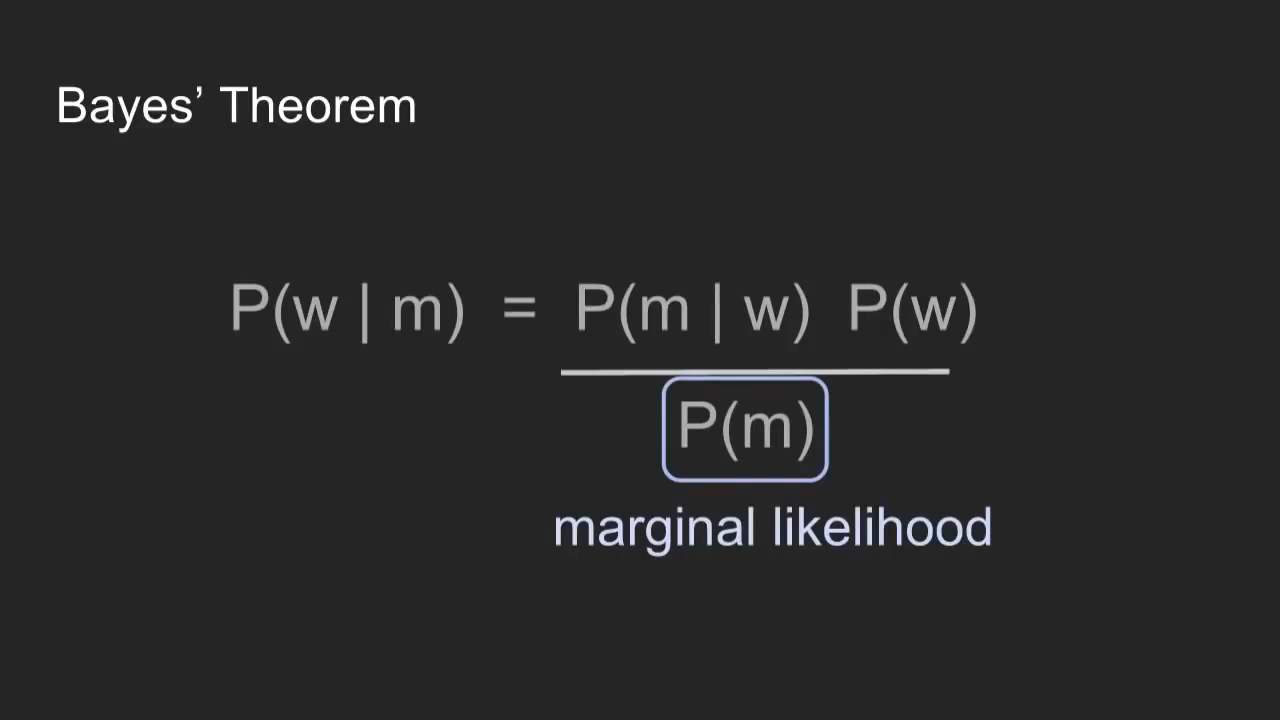 Bayes’ Theorem
P(w | m) = P(m | w) P(w)
P(m)
marginal likelihood